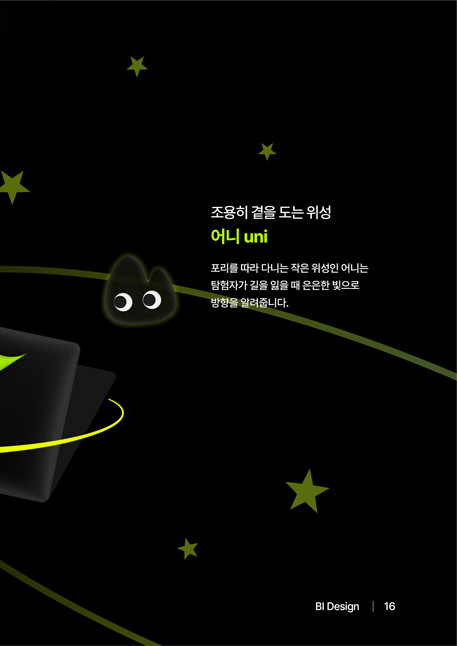 조용히 곁을 도는 위성
어니 uni
포리를 따라 다니는 작은 위성인 어니는
탐험자가 길을 잃을 때 은은한 빛으로
방향을 알려줍니다.
BI Design | 16